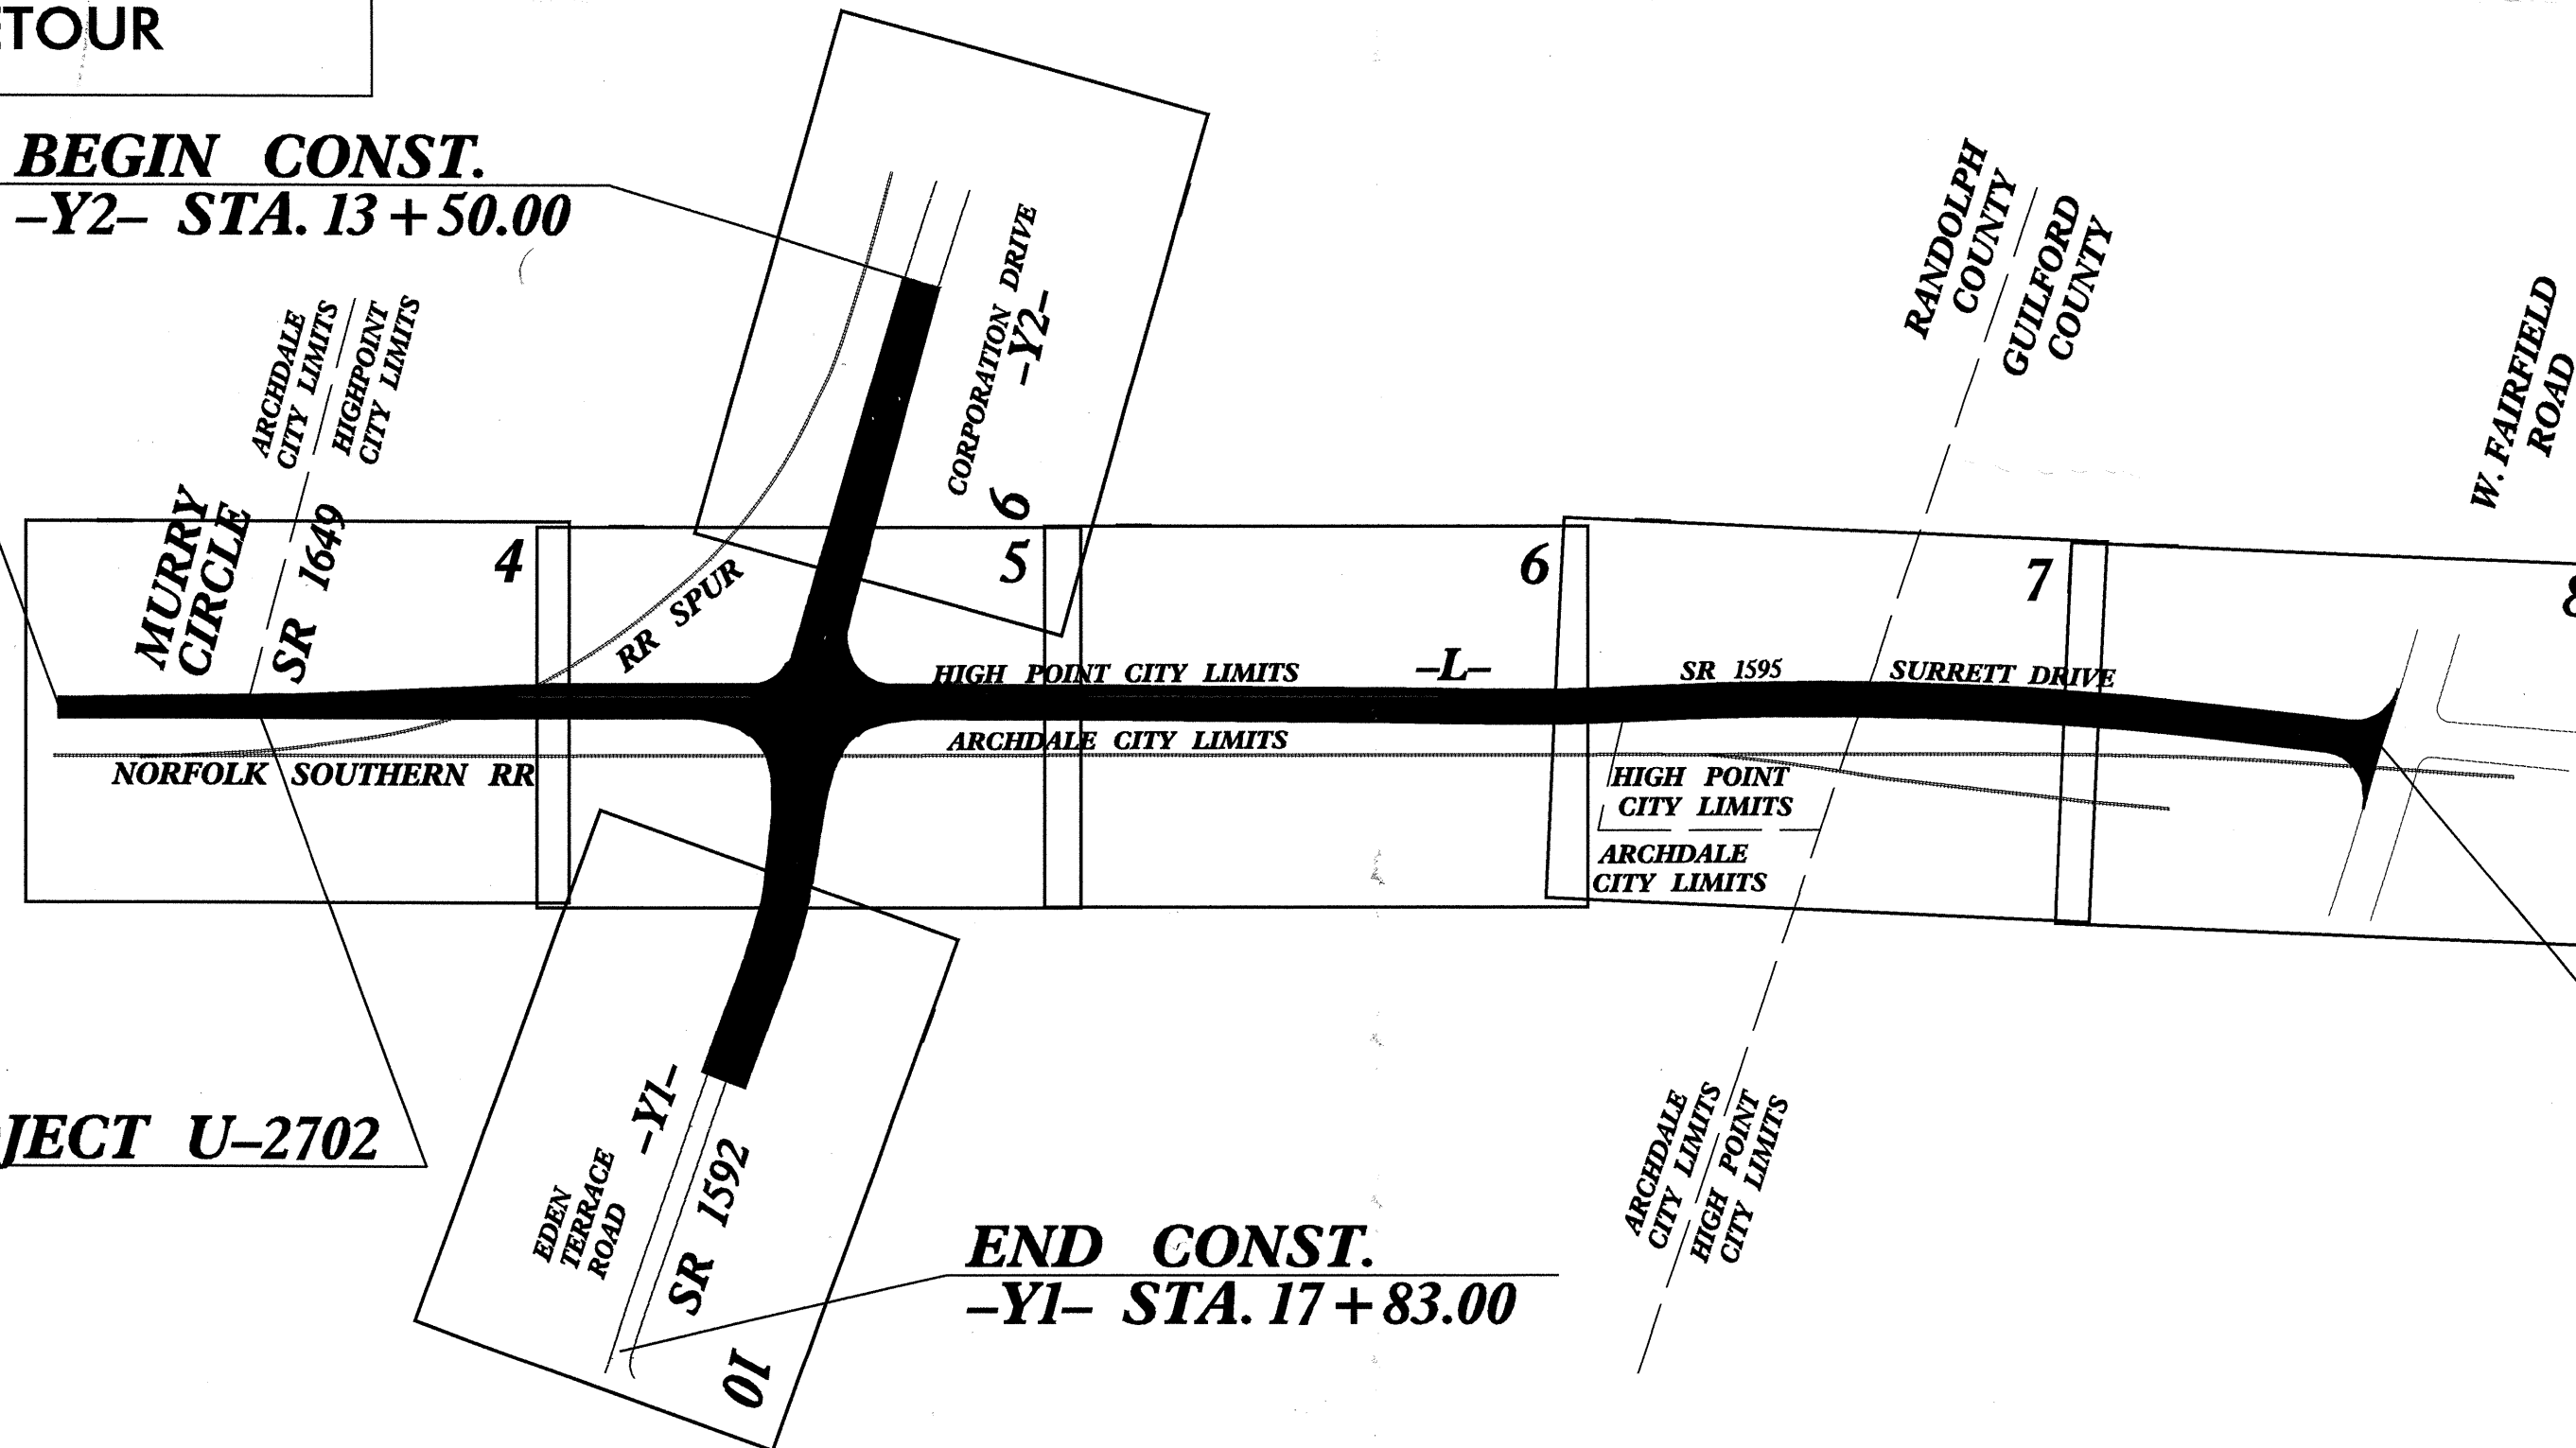 ETOUR
BEGIN CONST.
-Y2- STA. 13+50.00
ARCHDALE
CITY LIMITS
HIGHPOINT
CITY LIMITS
MURRY
CIRCLE
SR 1649
4
RR SPUR
CORPORATION DRIVE
-Y2-
6
5
6
7
8
RANDOLPH
COUNTY
GUILFORD
COUNTY
W. FAIRFIELD
ROAD
HIGH POINT CITY LIMITS
-L-
SR 1595
SURRETT DRIVE
ARCHDALE CITY LIMITS
NORFOLK SOUTHERN RR
HIGH POINT
CITY LIMITS
ARCHDALE
CITY LIMITS
JECT U-2702
EDEN
TERRACE
ROAD
-Y1-
SR 1592
10
END CONST.
-Y1- STA. 17+83.00
ARCHDALE
CITY LIMITS
HIGH POINT
CITY LIMITS